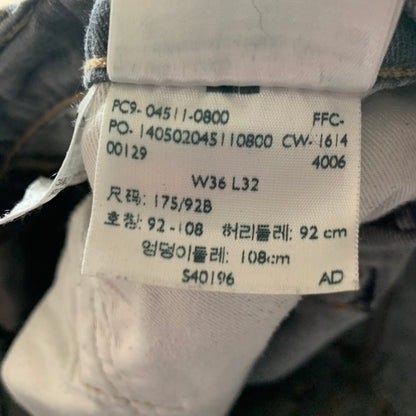 PC9- 04511-0800 FFC-
PO- 140502045110800 CW- 1614
00129 4006
W36 L32
尺码: 175/92B
호칭: 92-108 허리둘레: 92 cm
엉덩이둘레: 108cm
S40196 AD